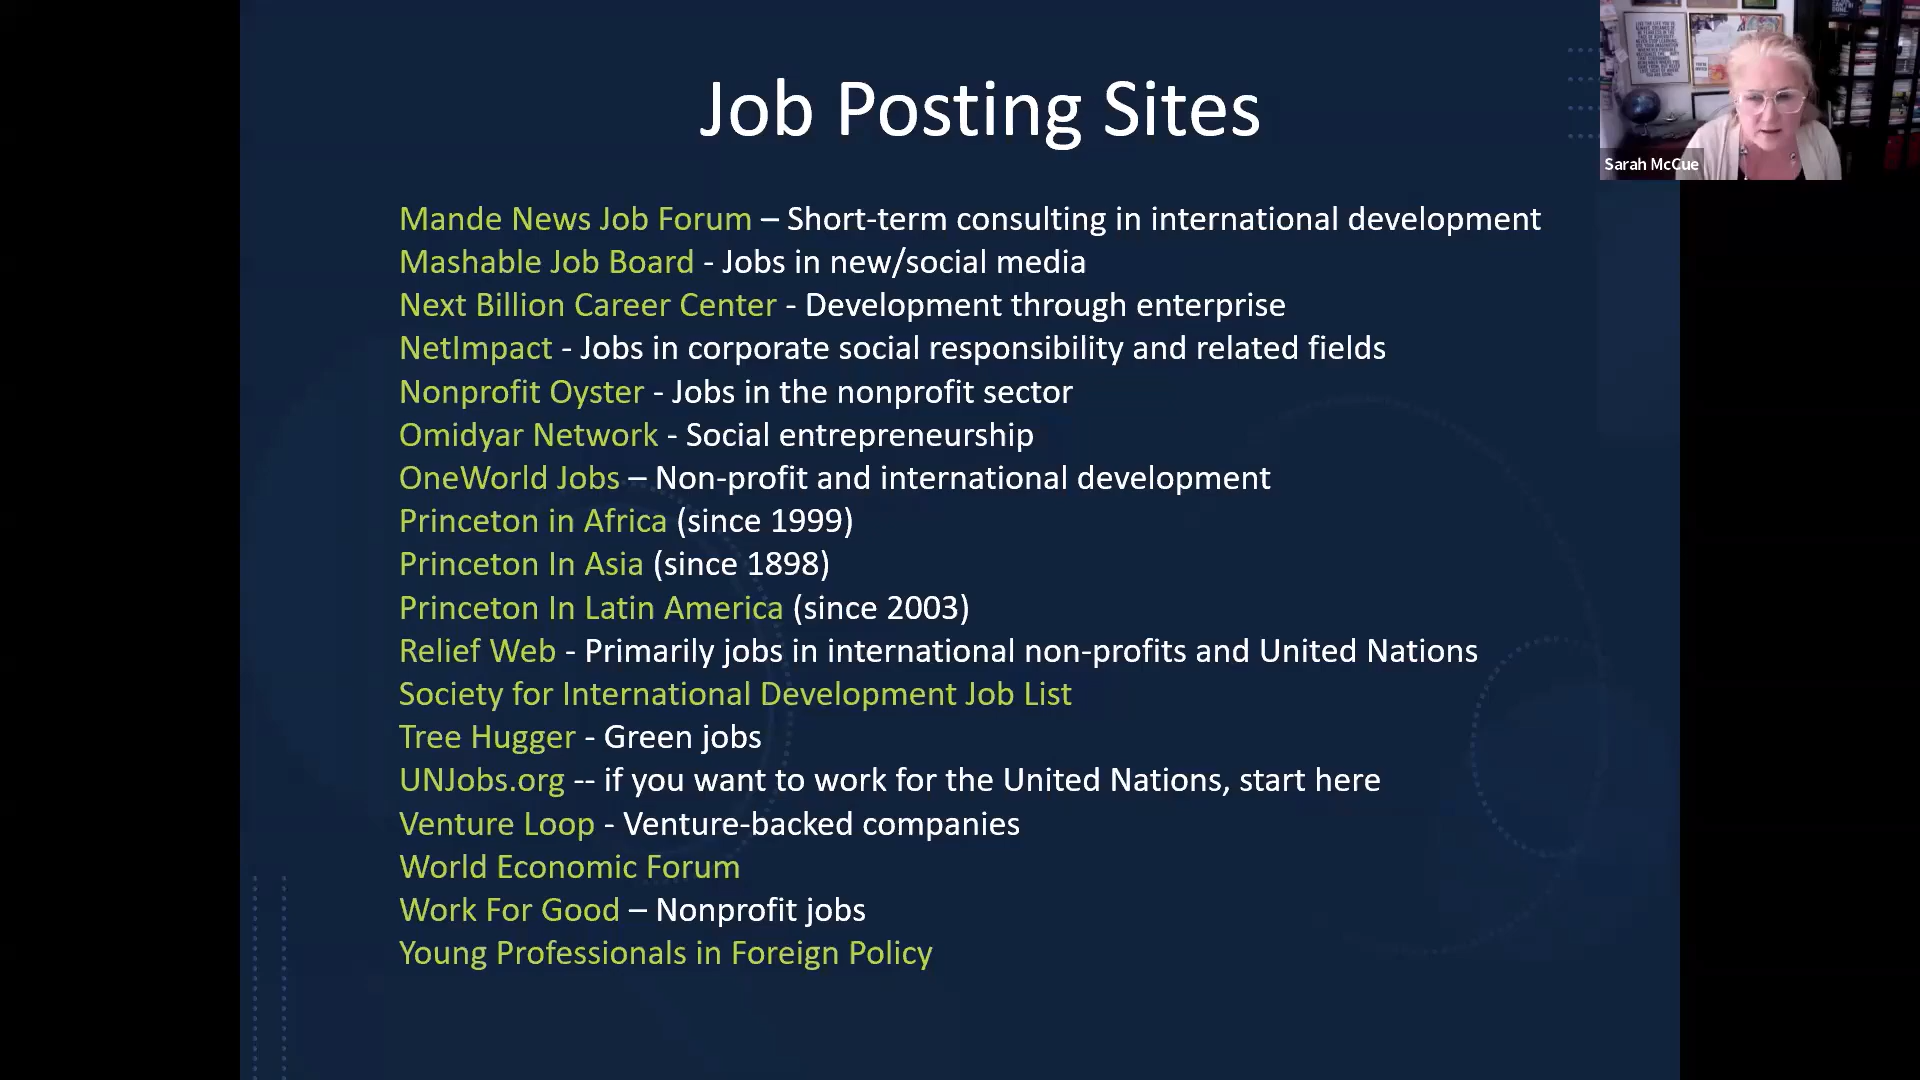 Job Posting Sites
Sarah McCue
Mande News Job Forum – Short-term consulting in international development
Mashable Job Board - Jobs in new/social media
Next Billion Career Center - Development through enterprise
NetImpact - Jobs in corporate social responsibility and related fields
Nonprofit Oyster - Jobs in the nonprofit sector
Omidyar Network - Social entrepreneurship
OneWorld Jobs – Non-profit and international development
Princeton in Africa (since 1999)
Princeton In Asia (since 1898)
Princeton In Latin America (since 2003)
Relief Web - Primarily jobs in international non-profits and United Nations
Society for International Development Job List
Tree Hugger - Green jobs
UNJobs.org -- if you want to work for the United Nations, start here
Venture Loop - Venture-backed companies
World Economic Forum
Work For Good – Nonprofit jobs
Young Professionals in Foreign Policy